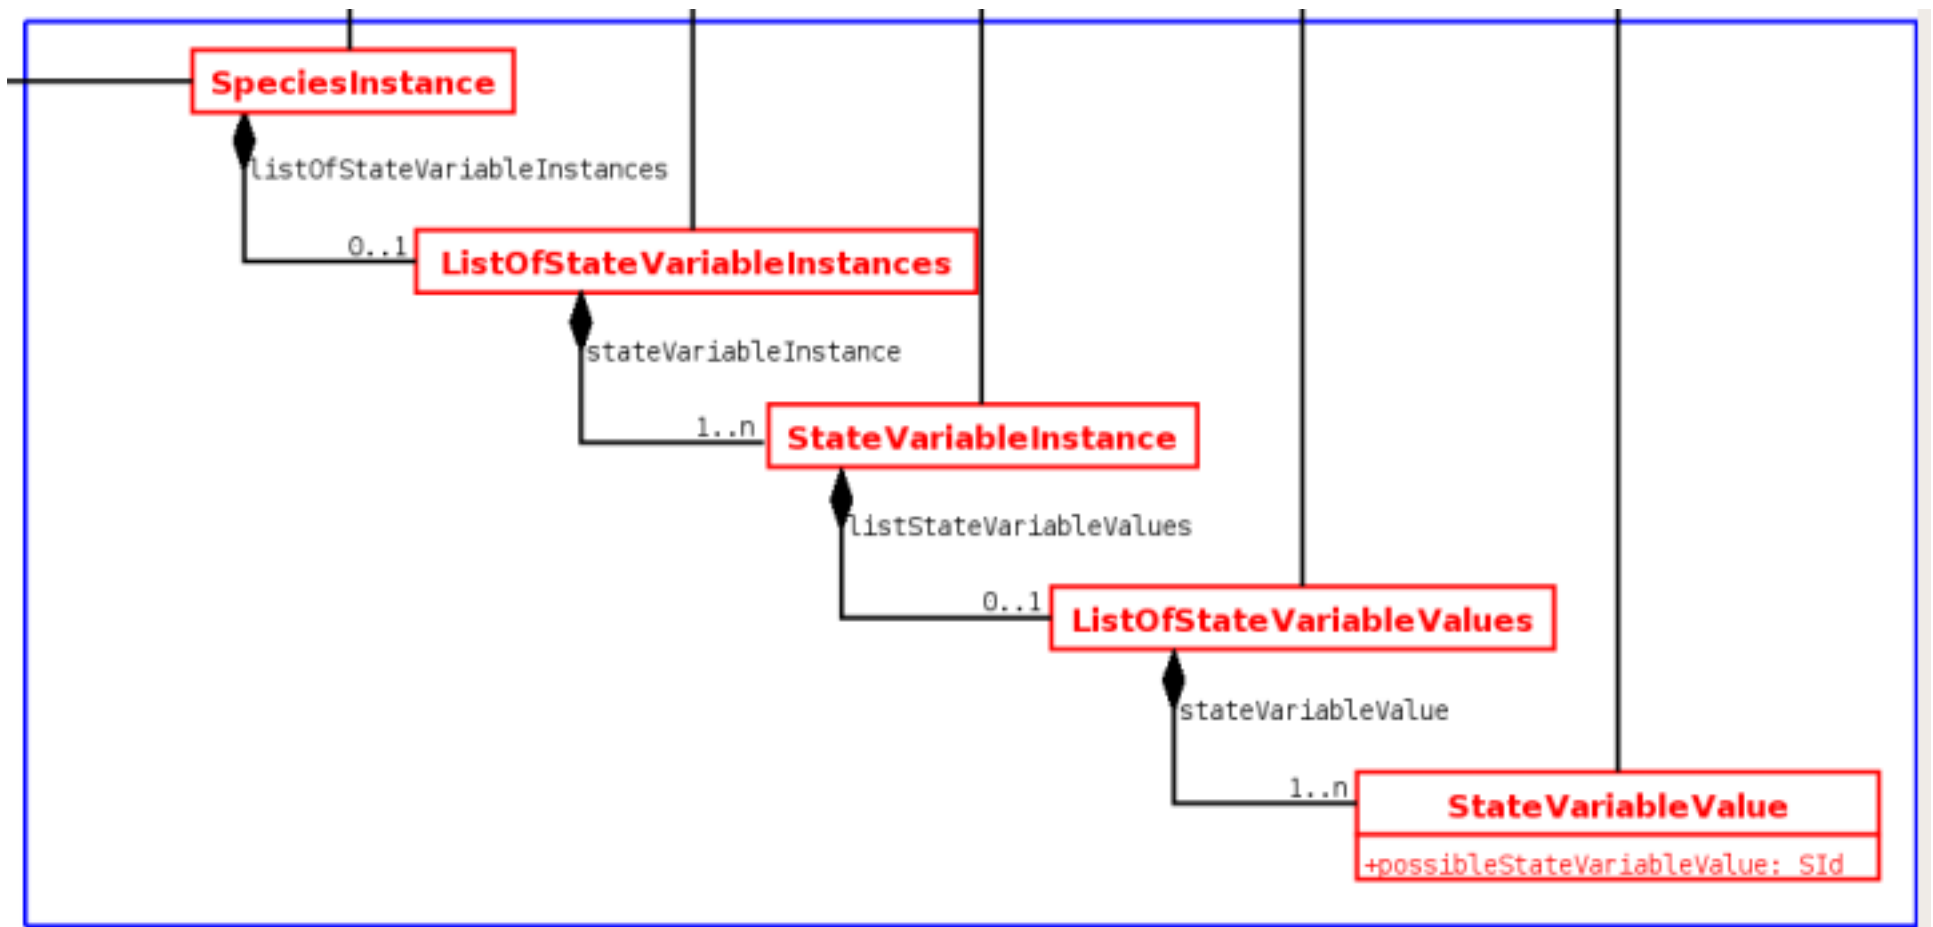 SpeciesInstance
listOfStateVariableInstances
0..1
ListOfStateVariableInstances
stateVariableInstance
1..n
StateVariableInstance
listStateVariableValues
0..1
ListOfStateVariableValues
stateVariableValue
1..n
StateVariableValue
+possibleStateVariableValue: SId